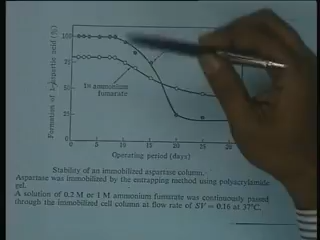 Formation of L-aspartic acid (%)
100
75
50
25
0
1M ammonium
fumarate
0 5 10 15 20 25
Operating period (days)
Stability of an immobilized aspartase column.
Aspartase was immobilized by the entrapping method using polyacrylamide
gel.
A solution of 0.2 M or 1 M ammonium fumarate was continuously passed
through the immobilized cell column at flow rate of SV = 0.16 at 37°C.